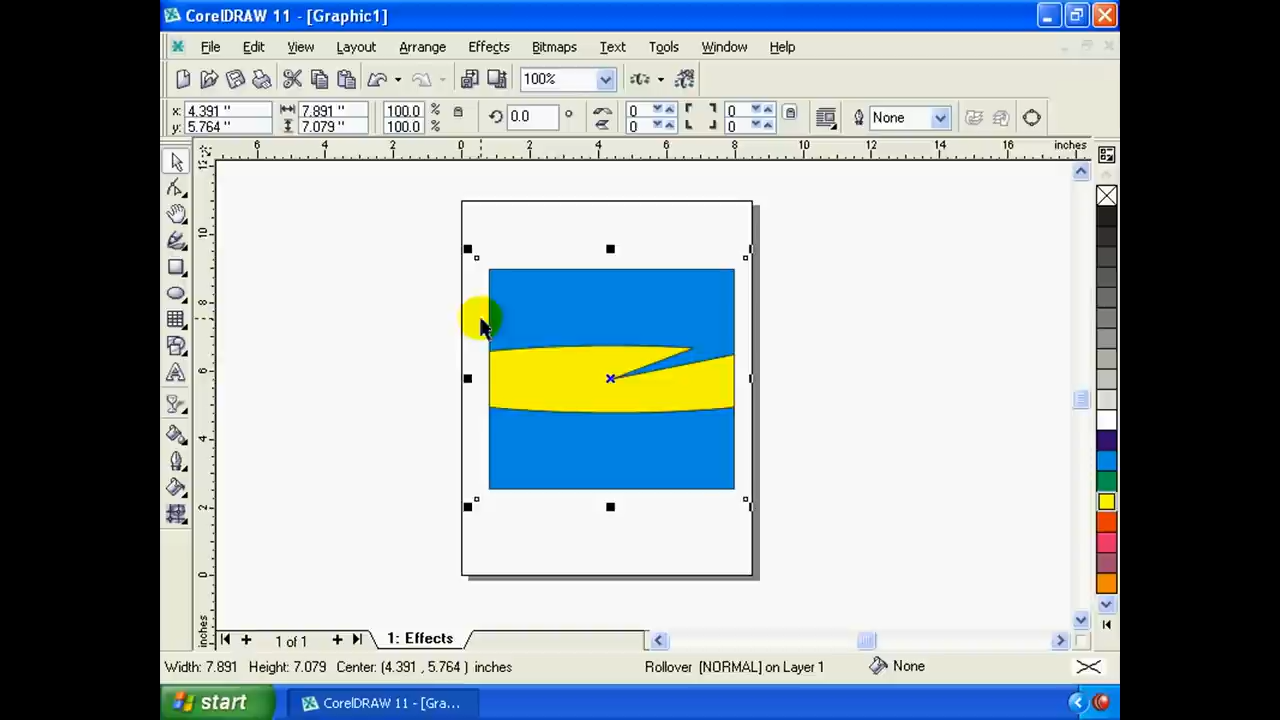 CorelDRAW 11 - [Graphic1]
File Edit View Layout Arrange Effects Bitmaps Text Tools Window Help
100%
x: 4.391 " 7.891 " 100.0 % 0.0 ° 0 0 None
y: 5.764 " 7.079 " 100.0 % 0 0
6 4 2 0 2 4 6 8 10 12 14 16 inches
12
10
8
6
4
2
0
inches
1 of 1 1: Effects
Width: 7.891 Height: 7.079 Center: (4.391 , 5.764 ) inches Rollover [NORMAL] on Layer 1 None
start CorelDRAW 11 - [Gra...